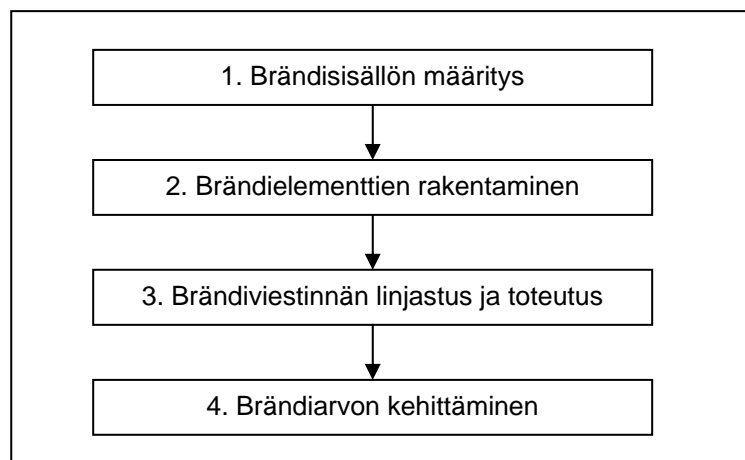 1. Brändisisällön määritys
2. Brändielementtien rakentaminen
3. Brändiviestinnän linjastus ja toteutus
4. Brändiarvon kehittäminen